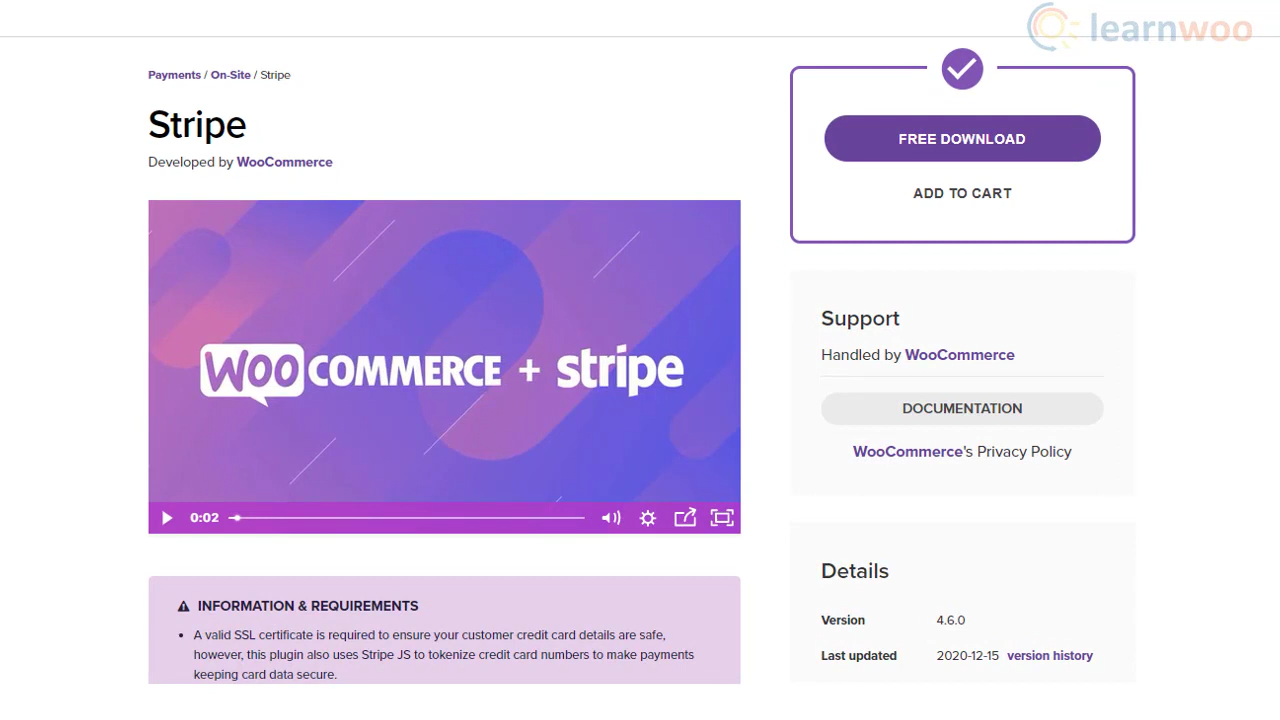 learnwoo
Payments / On-Site / Stripe
Stripe
Developed by WooCommerce
WOO COMMERCE + stripe
0:02
INFORMATION & REQUIREMENTS
• A valid SSL certificate is required to ensure your customer credit card details are safe,
however, this plugin also uses Stripe JS to tokenize credit card numbers to make payments
keeping card data secure.
FREE DOWNLOAD
ADD TO CART
Support
Handled by WooCommerce
DOCUMENTATION
WooCommerce's Privacy Policy
Details
Version 4.6.0
Last updated 2020-12-15 version history